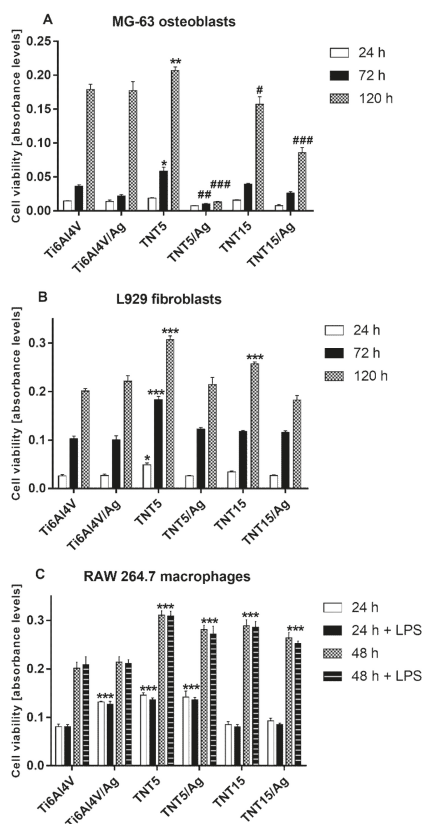 A MG-63 osteoblasts
Cell viability [absorbance levels]
0.25
0.20
0.15
0.10
0.05
0.00
**
*
##
###
#
###
24 h
72 h
120 h
Ti6Al4V
Ti6Al4V/Ag
TNT5
TNT5/Ag
TNT15
TNT15/Ag
B L929 fibroblasts
Cell viability [absorbance levels]
0.3
0.2
0.1
0.0
*
***
***
***
24 h
72 h
120 h
Ti6Al4V
Ti6Al4V/Ag
TNT5
TNT5/Ag
TNT15
TNT15/Ag
C RAW 264.7 macrophages
Cell viability [absorbance levels]
0.3
0.2
0.1
0.0
***
***
***
***
***
***
***
24 h
24 h + LPS
48 h
48 h + LPS
Ti6Al4V
Ti6Al4V/Ag
TNT5
TNT5/Ag
TNT15
TNT15/Ag